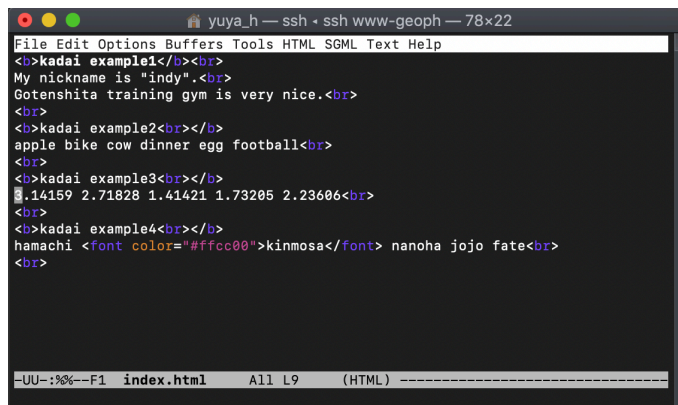 yuya_h — ssh ◂ ssh www-geoph — 78×22
File Edit Options Buffers Tools HTML SGML Text Help
<b>kadai example1</b><br>
My nickname is "indy".<br>
Gotenshita training gym is very nice.<br>
<br>
<b>kadai example2<br></b>
apple bike cow dinner egg football<br>
<br>
<b>kadai example3<br></b>
3.14159 2.71828 1.41421 1.73205 2.23606<br>
<br>
<b>kadai example4<br></b>
hamachi <font color="#ffcc00">kinmosa</font> nanoha jojo fate<br>
<br>
-UU-:%%--F1  index.html     All L9     (HTML) --------------------------------